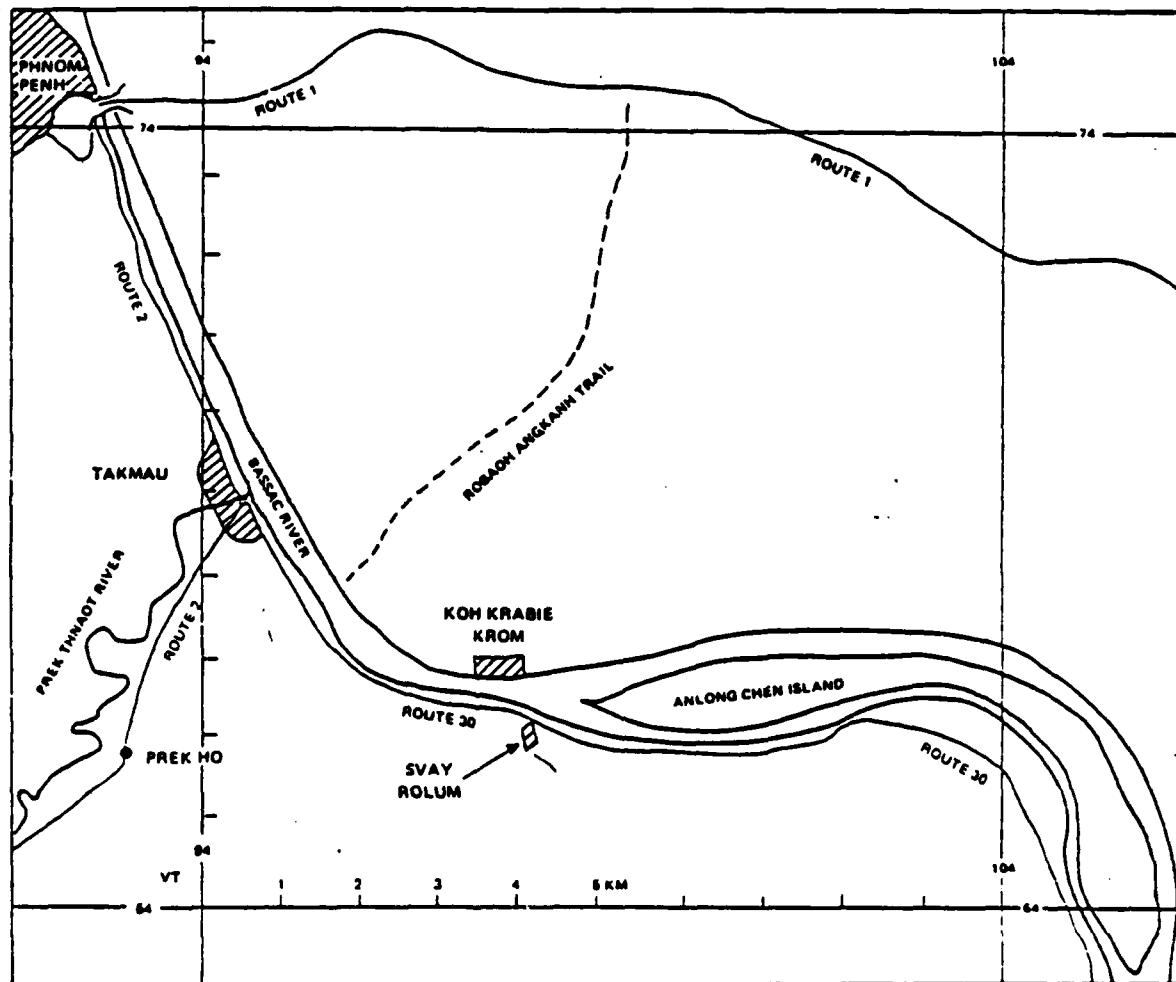 PHNOM
PENH
94
104
ROUTE 1
74
74
ROUTE 1
ROUTE 2
TAKMAU
BASSAC RIVER
ROBAOH ANGKANH TRAIL
PREK THNAOT RIVER
ROUTE 2
KOH KRABIE
KROM
ANLONG CHEN ISLAND
ROUTE 30
PREK HO
SVAY
ROLUM
ROUTE 30
94
104
VT
1 2 3 4 5 KM
64
64